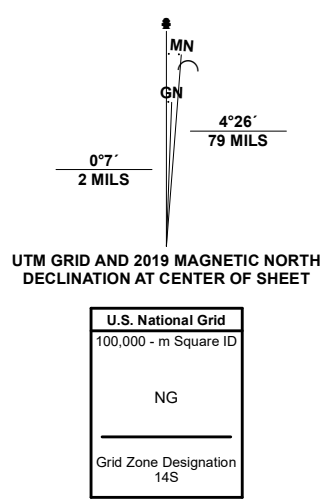 MN
GN
4°26´
79 MILS
0°7´
2 MILS
UTM GRID AND 2019 MAGNETIC NORTH
DECLINATION AT CENTER OF SHEET
U.S. National Grid
100,000 - m Square ID
NG
Grid Zone Designation
14S